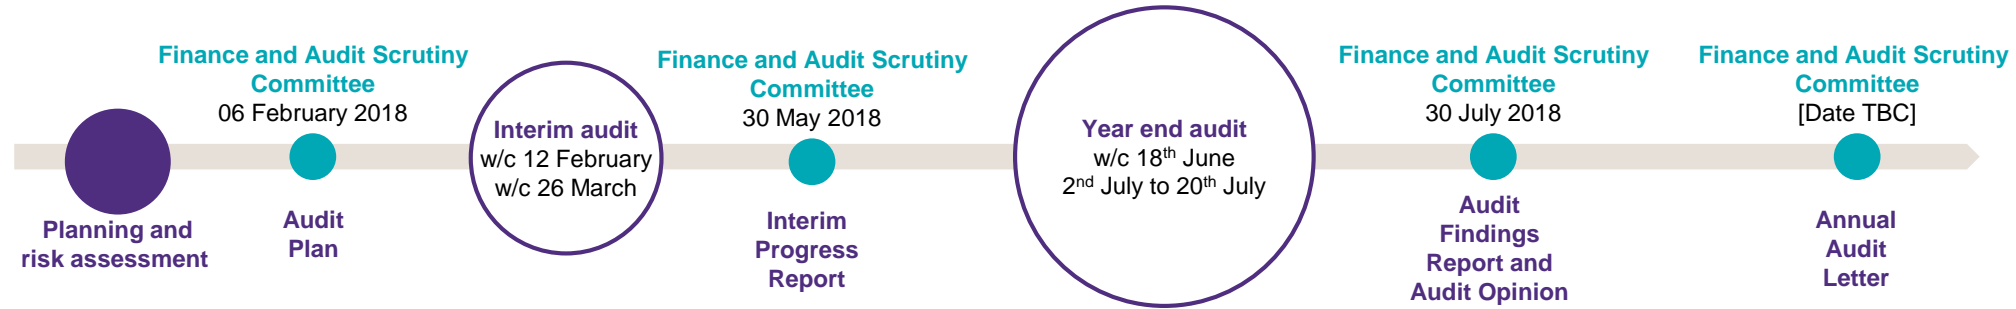 Planning and
risk assessment
Finance and Audit Scrutiny
Committee
06 February 2018
Audit
Plan
Interim audit
w/c 12 February
w/c 26 March
Finance and Audit Scrutiny
Committee
30 May 2018
Interim
Progress
Report
Year end audit
w/c 18th June
2nd July to 20th July
Finance and Audit Scrutiny
Committee
30 July 2018
Audit
Findings
Report and
Audit Opinion
Finance and Audit Scrutiny
Committee
[Date TBC]
Annual
Audit
Letter